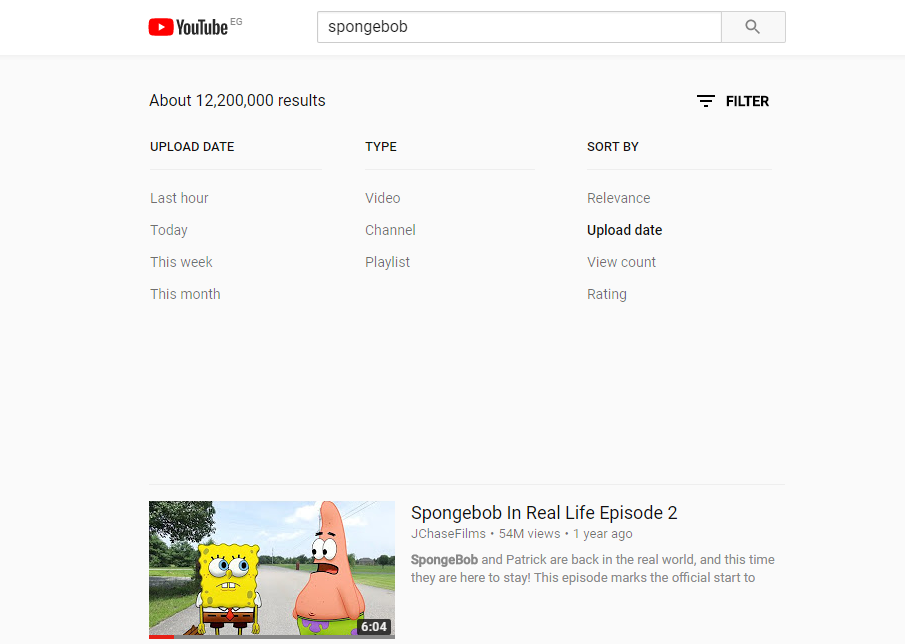 YouTube EG
spongebob
About 12,200,000 results
FILTER
UPLOAD DATE
Last hour
Today
This week
This month
TYPE
Video
Channel
Playlist
SORT BY
Relevance
Upload date
View count
Rating
6:04
Spongebob In Real Life Episode 2
JChaseFilms • 54M views • 1 year ago
SpongeBob and Patrick are back in the real world, and this time
they are here to stay! This episode marks the official start to